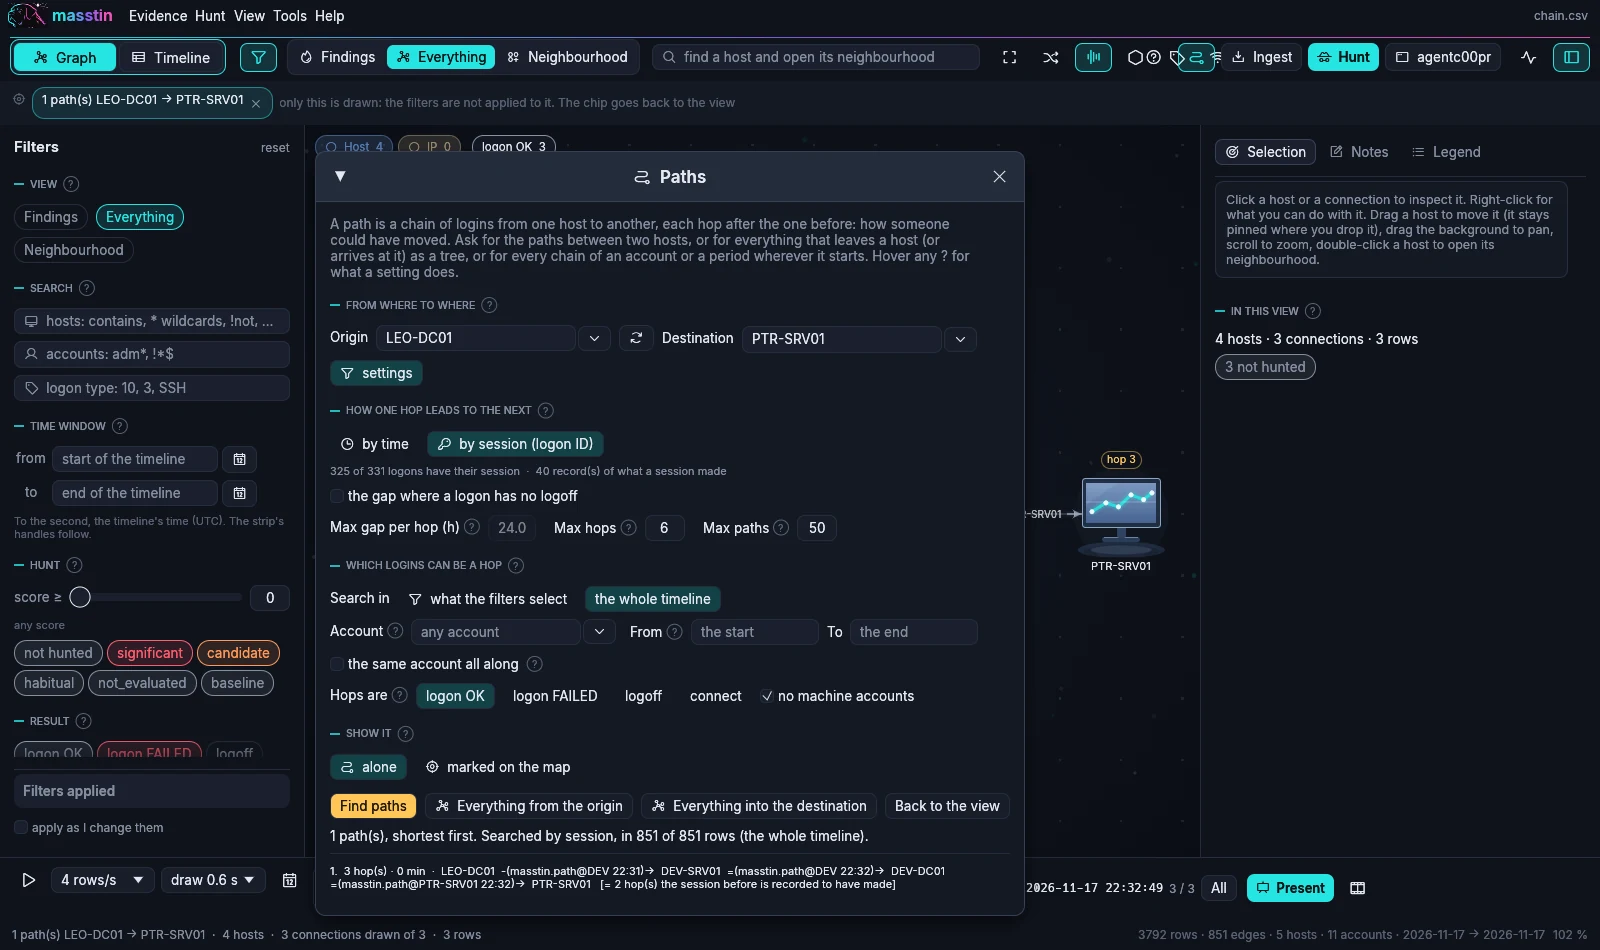 masstin Evidence Hunt View Tools Help chain.csv
Graph Timeline Findings Everything Neighbourhood find a host and open its neighbourhood Ingest Hunt agentc00pr
1 path(s) LEO-DC01 → PTR-SRV01 × only this is drawn: the filters are not applied to it. The chip goes back to the view
Filters reset
VIEW ?
Findings Everything
Neighbourhood
SEARCH ?
hosts: contains, * wildcards, !not, ...
accounts: adm*, !*$
logon type: 10, 3, SSH
TIME WINDOW ?
from start of the timeline
to end of the timeline
To the second, the timeline's time (UTC). The strip's
handles follow.
HUNT ?
score ≥ 0
any score
not hunted significant candidate
habitual not_evaluated baseline
RESULT ?
logon OK logon FAILED logoff
Filters applied
apply as I change them
Host 4 IP 0 logon OK 3
▼ Paths
A path is a chain of logins from one host to another, each hop after the one before: how someone
could have moved. Ask for the paths between two hosts, or for everything that leaves a host (or
arrives at it) as a tree, or for every chain of an account or a period wherever it starts. Hover any ? for
what a setting does.
FROM WHERE TO WHERE ?
Origin LEO-DC01 Destination PTR-SRV01
settings
HOW ONE HOP LEADS TO THE NEXT ?
by time by session (logon ID)
325 of 331 logons have their session · 40 record(s) of what a session made
the gap where a logon has no logoff
Max gap per hop (h) ? 24.0 Max hops ? 6 Max paths ? 50
WHICH LOGINS CAN BE A HOP ?
Search in what the filters select the whole timeline
Account ? any account From ? the start To the end
the same account all along ?
Hops are ? logon OK logon FAILED logoff connect no machine accounts
SHOW IT ?
alone marked on the map
Find paths Everything from the origin Everything into the destination Back to the view
1 path(s), shortest first. Searched by session, in 851 of 851 rows (the whole timeline).
1. 3 hop(s) · 0 min · LEO-DC01 -(masstin.path@DEV 22:31)→ DEV-SRV01 =(masstin.path@DEV 22:32)→ DEV-DC01
=(masstin.path@PTR-SRV01 22:32)→ PTR-SRV01 [= 2 hop(s) the session before is recorded to have made]
hop 3
-SRV01
PTR-SRV01
Selection Notes Legend
Click a host or a connection to inspect it. Right-click for
what you can do with it. Drag a host to move it (it stays
pinned where you drop it), drag the background to pan,
scroll to zoom, double-click a host to open its
neighbourhood.
IN THIS VIEW ?
4 hosts · 3 connections · 3 rows
3 not hunted
4 rows/s ▼ draw 0.6 s ▼ 2026-11-17 22:32:49 3 / 3 All Present
1 path(s) LEO-DC01 → PTR-SRV01 · 4 hosts · 3 connections drawn of 3 · 3 rows 3792 rows · 851 edges · 5 hosts · 11 accounts · 2026-11-17 → 2026-11-17 102 %